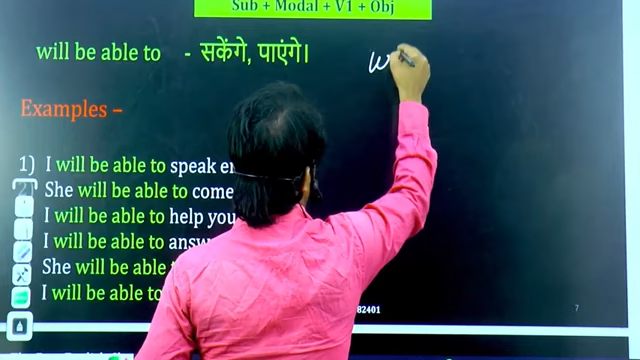 Sub + Modal + V1 + Obj
will be able to - सकेंगे, पाएंगे।
Examples –
1) I will be able to speak
She will be able to come
I will be able to help you
I will be able to
She will be able
I will be able to
82401
7